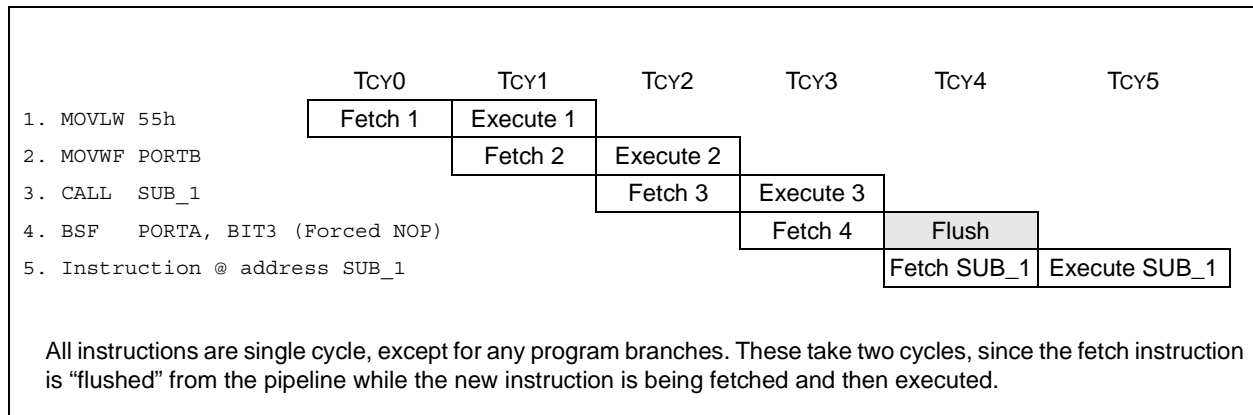 TCY0 TCY1 TCY2 TCY3 TCY4 TCY5
1. MOVLW 55h Fetch 1 Execute 1
2. MOVWF PORTB Fetch 2 Execute 2
3. CALL SUB_1 Fetch 3 Execute 3
4. BSF PORTA, BIT3 (Forced NOP) Fetch 4 Flush
5. Instruction @ address SUB_1 Fetch SUB_1 Execute SUB_1
All instructions are single cycle, except for any program branches. These take two cycles, since the fetch instruction
is “flushed” from the pipeline while the new instruction is being fetched and then executed.